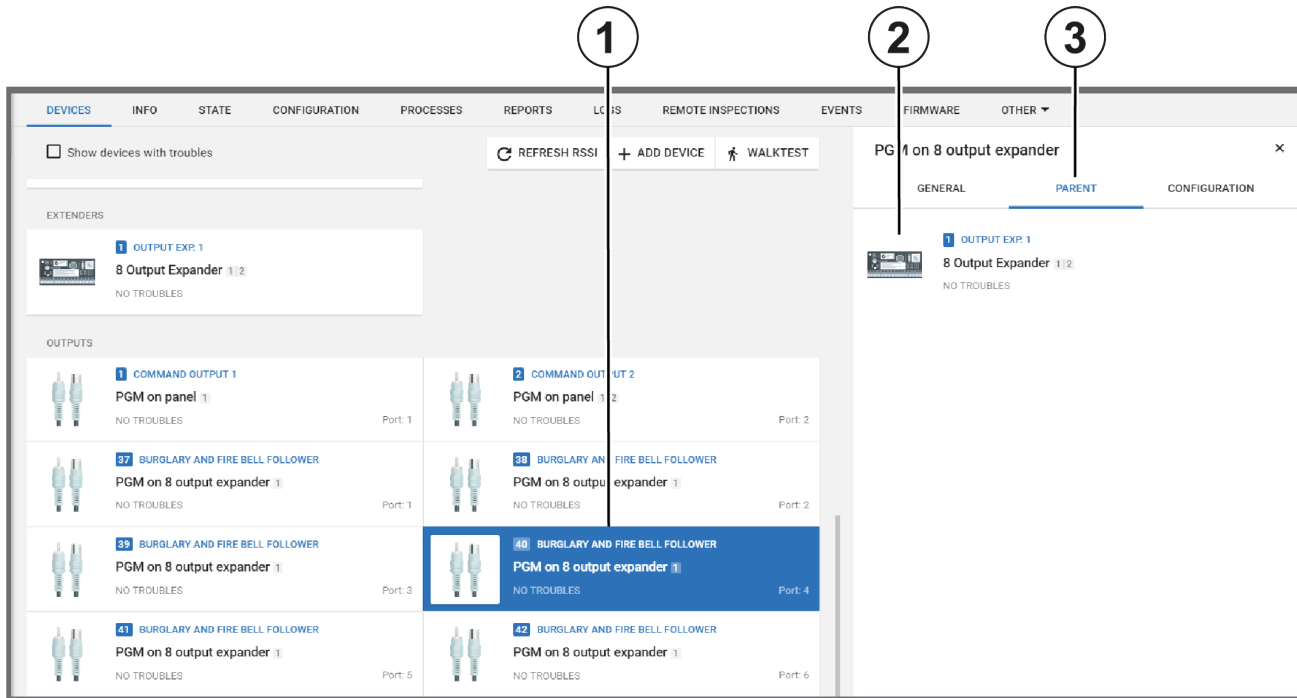 1
2
3
DEVICES INFO STATE CONFIGURATION PROCESSES REPORTS LOGS REMOTE INSPECTIONS EVENTS FIRMWARE OTHER
Show devices with troubles
REFRESH RSSI
+ ADD DEVICE
WALKTEST
EXTENDERS
1 OUTPUT EXP. 1
8 Output Expander 1 2
NO TROUBLES
OUTPUTS
1 COMMAND OUTPUT 1
PGM on panel 1
NO TROUBLES Port: 1
2 COMMAND OUTPUT 2
PGM on panel 1 2
NO TROUBLES Port: 2
37 BURGLARY AND FIRE BELL FOLLOWER
PGM on 8 output expander 1
NO TROUBLES Port: 1
38 BURGLARY AND FIRE BELL FOLLOWER
PGM on 8 output expander 1
NO TROUBLES Port: 2
39 BURGLARY AND FIRE BELL FOLLOWER
PGM on 8 output expander 1
NO TROUBLES Port: 3
40 BURGLARY AND FIRE BELL FOLLOWER
PGM on 8 output expander 1
NO TROUBLES Port: 4
41 BURGLARY AND FIRE BELL FOLLOWER
PGM on 8 output expander 1
NO TROUBLES Port: 5
42 BURGLARY AND FIRE BELL FOLLOWER
PGM on 8 output expander 1
NO TROUBLES Port: 6
PGM on 8 output expander ×
GENERAL PARENT CONFIGURATION
1 OUTPUT EXP. 1
8 Output Expander 1 2
NO TROUBLES